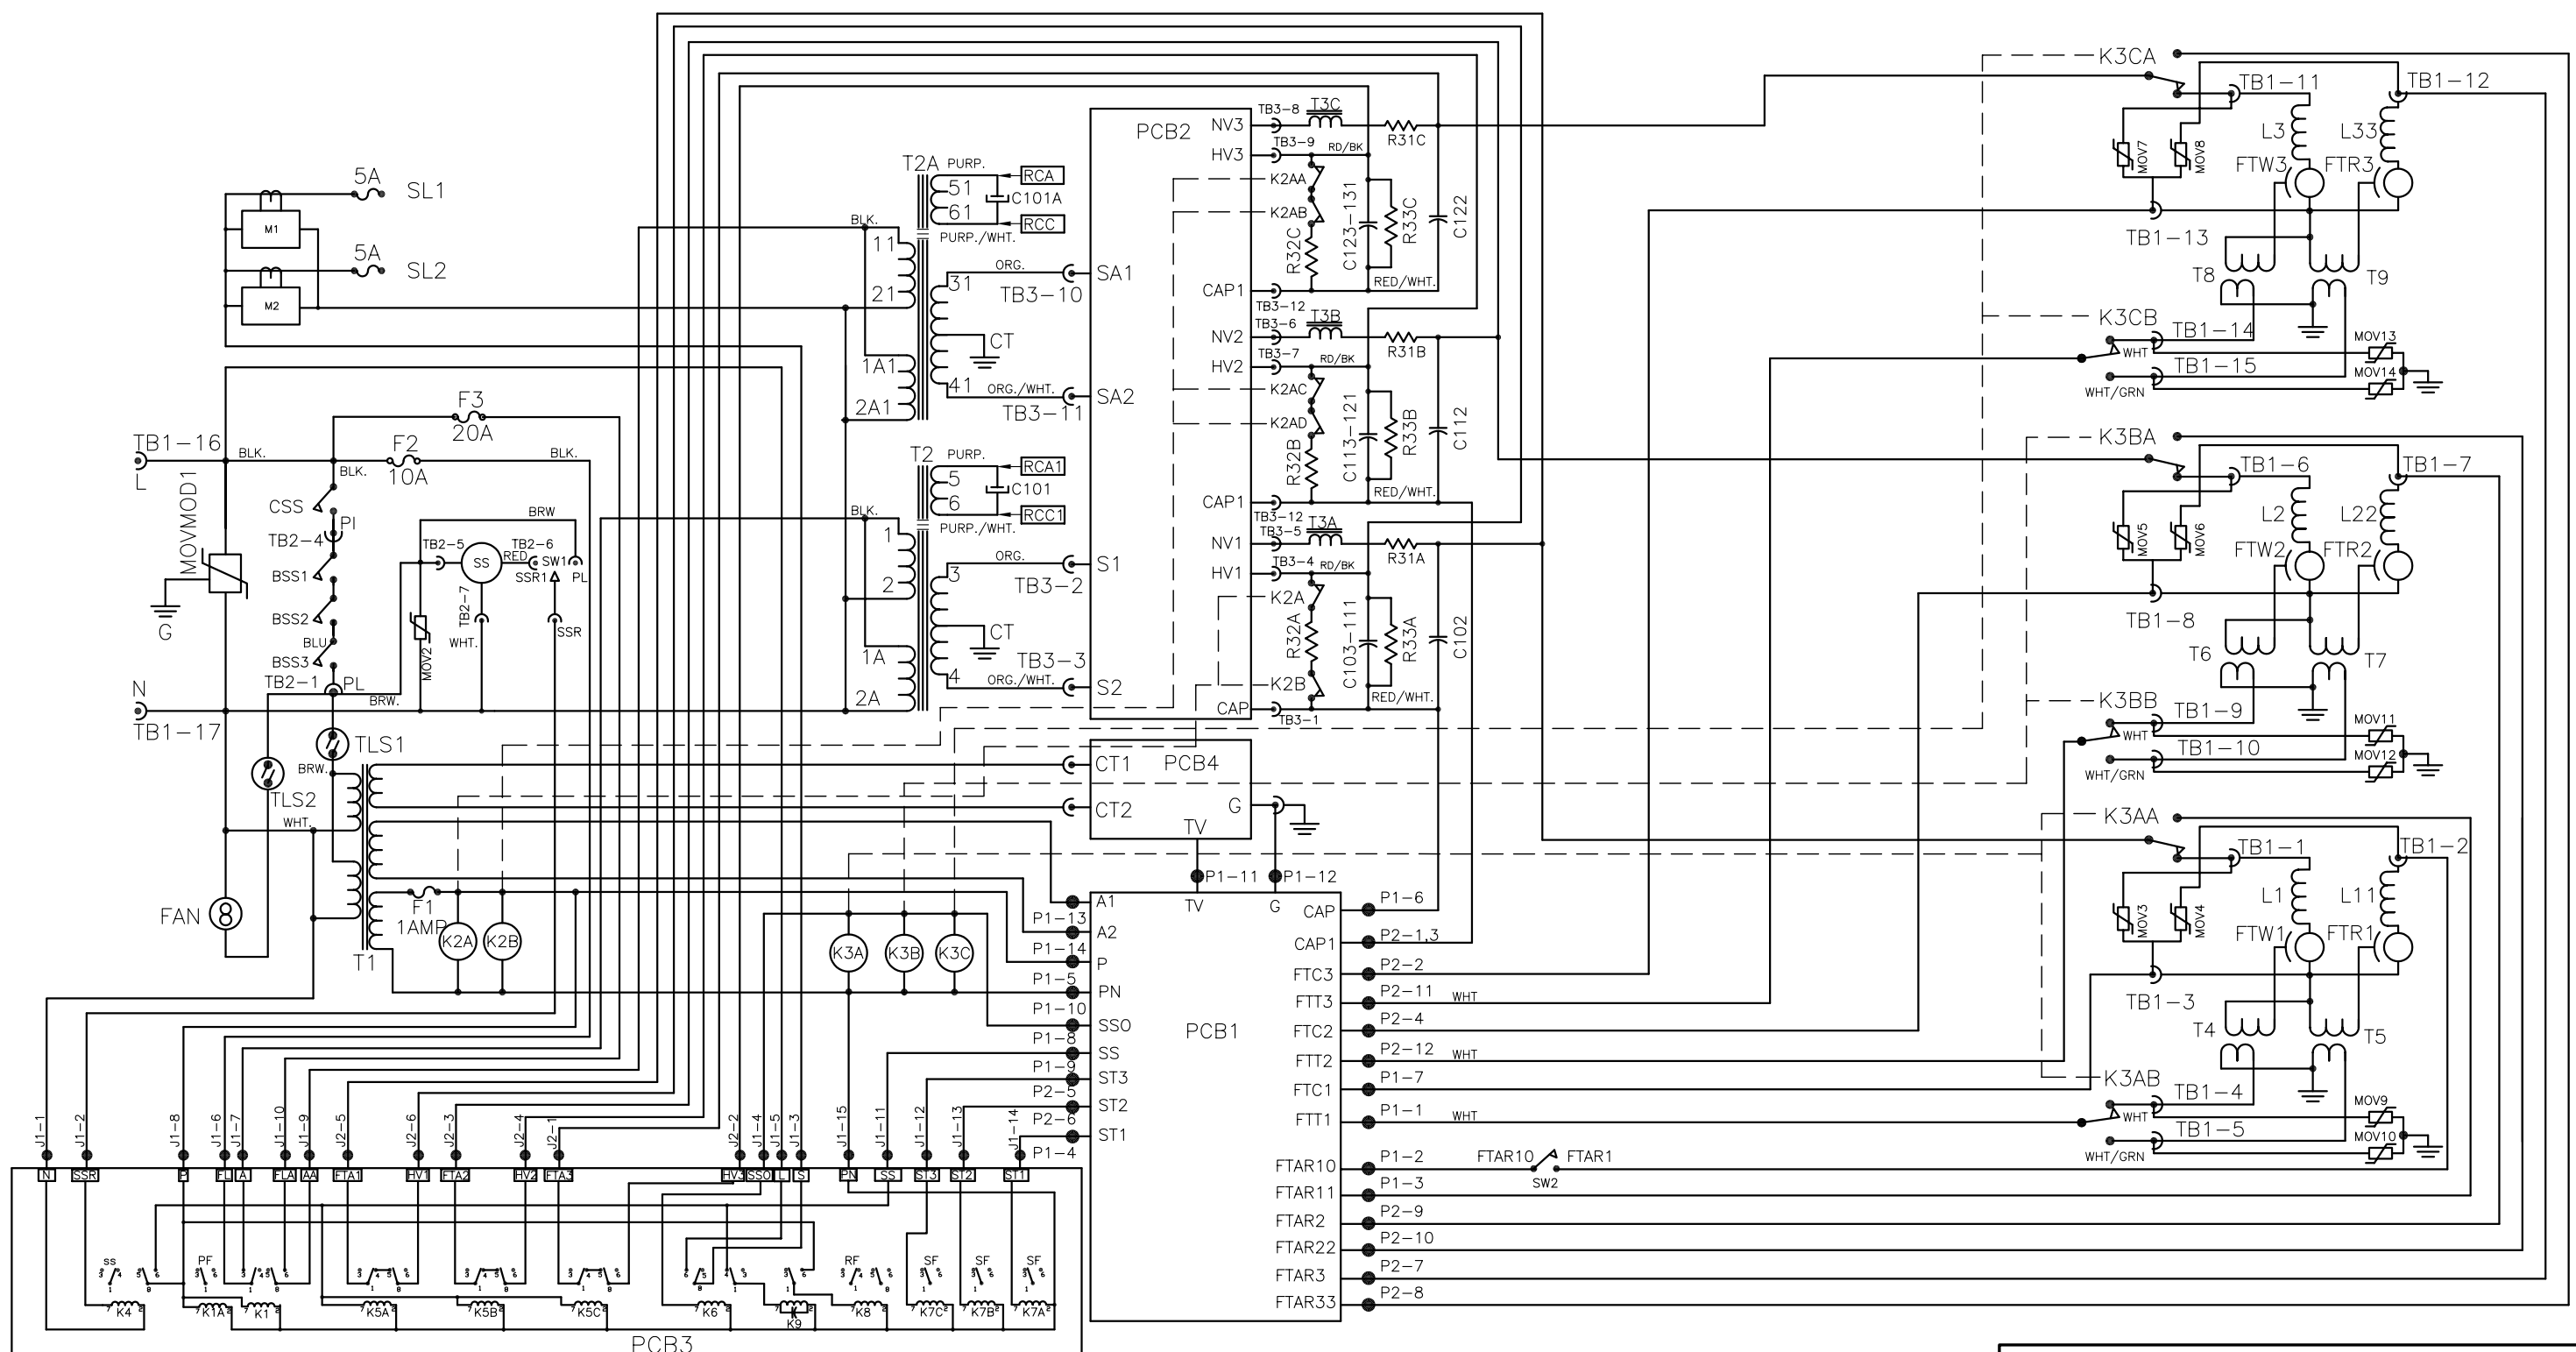 5A SL1
M1
5A SL2
M2
F3
20A
TB1-16
L
BLK.
F2
10A
BLK.
BLK.
MOVMOD1
G
CSS
PI
TB2-4
BSS1
BSS2
BLU
BSS3
TB2-1
PL
BRW.
BRW
TB2-5
SS
TB2-6
RED
SW1
SSR1
PL
TB2-7
WHT.
SSR
MOV2
N
TB1-17
TLS1
BRW.
TLS2
WHT.
FAN
F1
1AMP
T1
K2A
K2B
K3A
K3B
K3C
T2A
PURP.
51
61
RCA
C101A
RCC
PURP./WHT.
BLK.
11
21
1A1
2A1
31
CT
41
ORG.
TB3-10
ORG./WHT.
TB3-11
T2
PURP.
5
6
RCA1
C101
RCC1
PURP./WHT.
BLK.
1
2
1A
2A
3
CT
4
ORG.
TB3-2
TB3-3
ORG./WHT.
PCB2
SA1
SA2
S1
S2
NV3
HV3
CAP1
NV2
HV2
CAP1
NV1
HV1
CAP
TB3-8
T3C
R31C
TB3-9
RD/BK
K2AA
K2AB
R32C
C123-131
R33C
C122
RED/WHT.
TB3-12
TB3-6
T3B
R31B
TB3-7
RD/BK
K2AC
K2AD
R32B
C113-121
R33B
C112
RED/WHT.
TB3-12
TB3-5
T3A
R31A
TB3-4
RD/BK
K2A
R32A
K2B
C103-111
R33A
C102
RED/WHT.
TB3-1
PCB4
CT1
CT2
G
TV
P1-11
P1-12
TV
G
PCB1
A1
P1-13
A2
P1-14
P
P1-5
PN
P1-10
SSO
P1-8
SS
P1-9
ST3
P2-5
ST2
P2-6
ST1
P1-4
CAP P1-6
CAP1 P2-1,3
FTC3 P2-2
FTT3 P2-11 WHT
FTC2 P2-4
FTT2 P2-12 WHT
FTC1 P1-7
FTT1 P1-1 WHT
FTAR10 P1-2 FTAR10 FTAR1
SW2
FTAR11 P1-3
FTAR2 P2-9
FTAR22 P2-10
FTAR3 P2-7
FTAR33 P2-8
K3CA
TB1-11
TB1-12
MOV7
MOV8
L3
L33
FTW3
FTR3
TB1-13
T8
T9
K3CB
TB1-14
WHT
MOV13
TB1-15
MOV14
WHT/GRN
K3BA
TB1-6
TB1-7
MOV5
MOV6
L2
L22
FTW2
FTR2
TB1-8
T6
T7
K3BB
TB1-9
WHT
MOV11
TB1-10
MOV12
WHT/GRN
K3AA
TB1-1
TB1-2
MOV3
MOV4
L1
L11
FTW1
FTR1
TB1-3
T4
T5
K3AB
TB1-4
WHT
MOV9
TB1-5
MOV10
WHT/GRN
J1-1
J1-2
J1-8
J1-6
J1-7
J1-10
J1-9
J2-5
J2-6
J2-3
J2-4
J2-1
J2-2
J1-4
J1-5
J1-3
J1-15
J1-11
J1-12
J1-13
J1-14
N SSR P FL A FLA AA FTA1 HV1 FTA2 HV2 FTA3 HV3 SSO L S PN SS ST3 ST2 ST1
ss PF RF SF SF SF
K4 K1A K1 K5A K5B K5C K6 K9 K8 K7C K7B K7A
PCB3